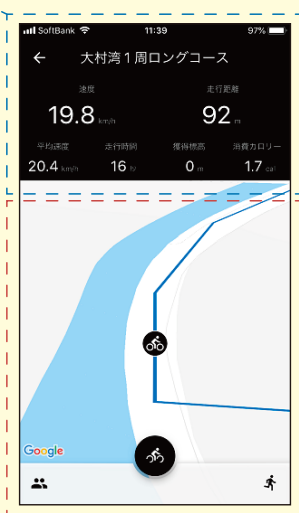 SoftBank 11:39 97%
大村湾1周ロングコース
速度 走行距離
19.8 km/h 92 m
平均速度 走行時間 獲得標高 消費カロリー
20.4 km/h 16 秒 0 m 1.7 cal
Google